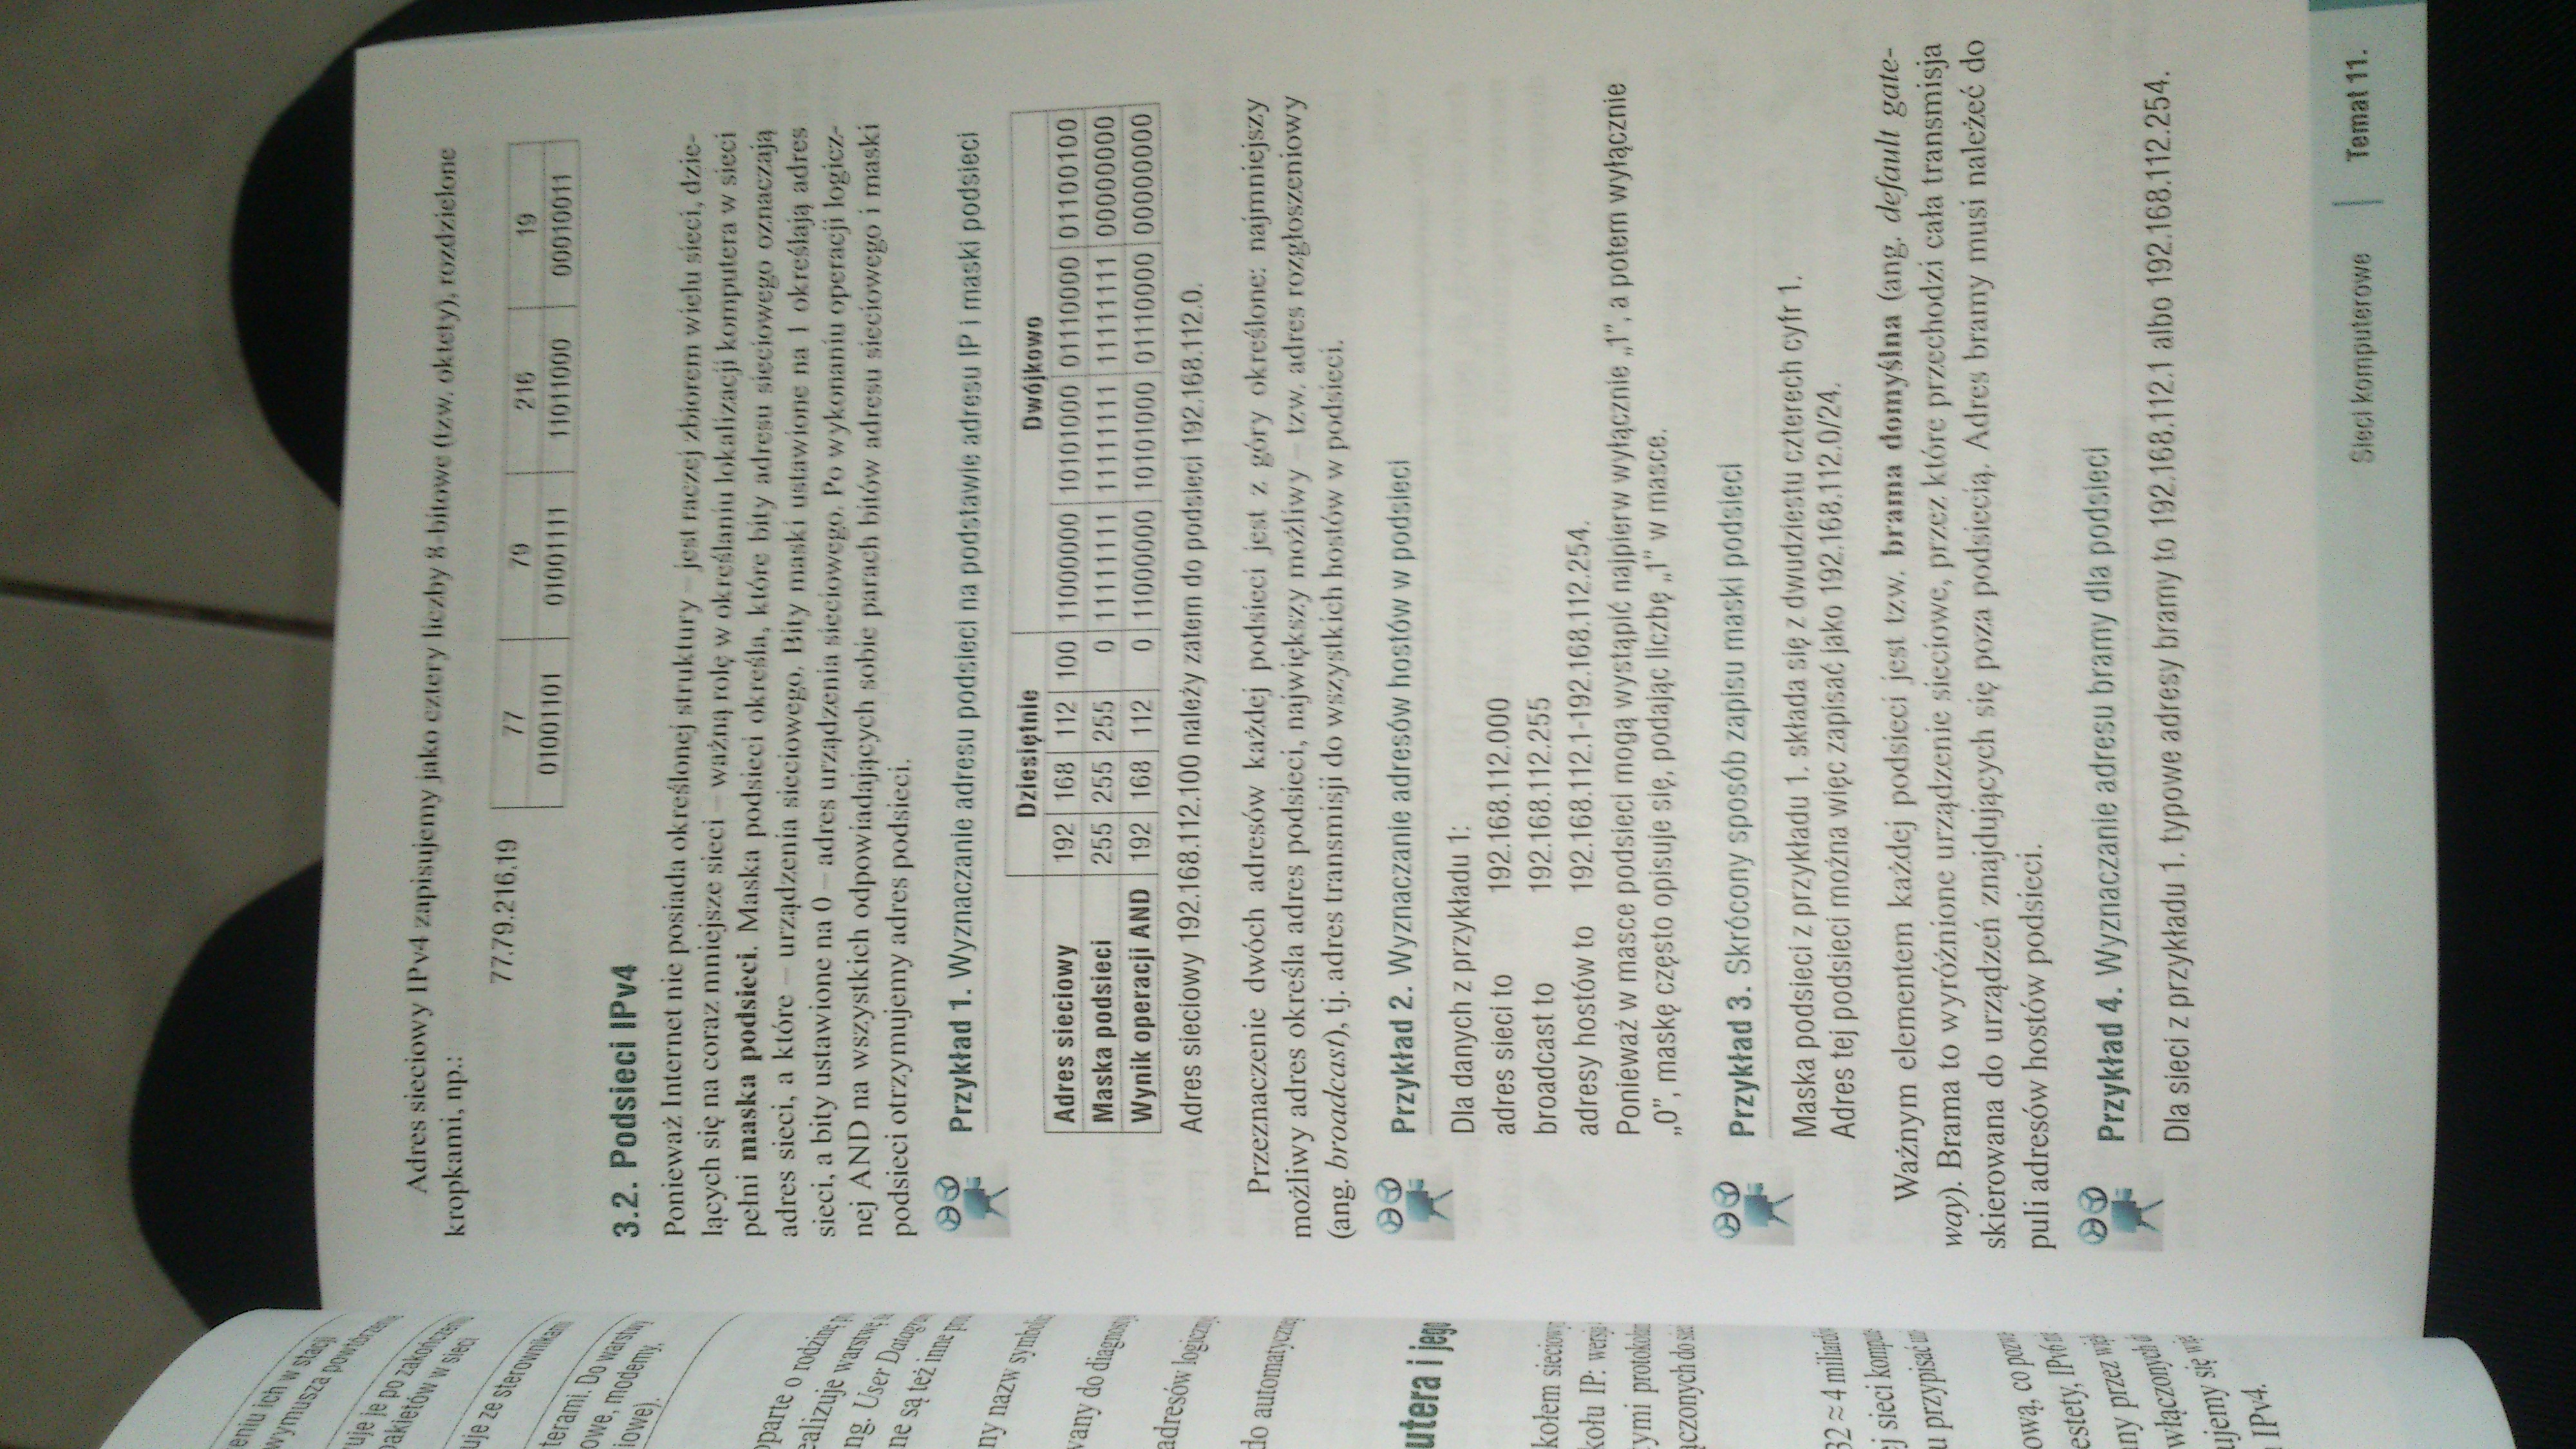 eniu ich w stacji
wymusza powtórzenie
uje je po zakończeniu
pakietów w sieci
uje ze sterownikami
terami. Do warstwy
owe, modemy,
iowe).
parte o rodzinę
ealizuje warstwę
ng. User Datagram
ne są też inne
ny nazw symbolic
wany do diagnosty
adresów logiczny
do automatycznej
utera i jego
kołem sieciowy
kołu IP: wersja
ymi protokołam
ączonych do sieci
32 ≈ 4 miliardów
ej sieci kompute
u przypisać
ową, co pozwa
estety, IPv6
any przez
włączonych
ujemy się
IPv4.
Adres sieciowy IPv4 zapisujemy jako cztery liczby 8-bitowe (tzw. oktety), rozdzielone
kropkami, np.:
77.79.216.19 77 79 216 19
01001101 01001111 11011000 00010011
3.2. Podsieci IPv4
Ponieważ Internet nie posiada określonej struktury – jest raczej zbiorem wielu sieci, dzie-
lących się na coraz mniejsze sieci – ważną rolę w określaniu lokalizacji komputera w sieci
pełni maska podsieci. Maska podsieci określa, które bity adresu sieciowego oznaczają
adres sieci, a które – urządzenia sieciowego. Bity maski ustawione na 1 określają adres
sieci, a bity ustawione na 0 – adres urządzenia sieciowego. Po wykonaniu operacji logicz-
nej AND na wszystkich odpowiadających sobie parach bitów adresu sieciowego i maski
podsieci otrzymujemy adres podsieci.
Przykład 1. Wyznaczanie adresu podsieci na podstawie adresu IP i maski podsieci
Dziesiętnie Dwójkowo
Adres sieciowy 192 168 112 100 11000000 10101000 01110000 01100100
Maska podsieci 255 255 255 0 11111111 11111111 11111111 00000000
Wynik operacji AND 192 168 112 0 11000000 10101000 01110000 00000000
Adres sieciowy 192.168.112.100 należy zatem do podsieci 192.168.112.0.
Przeznaczenie dwóch adresów każdej podsieci jest z góry określone: najmniejszy
możliwy adres określa adres podsieci, największy możliwy – tzw. adres rozgłoszeniowy
(ang. broadcast), tj. adres transmisji do wszystkich hostów w podsieci.
Przykład 2. Wyznaczanie adresów hostów w podsieci
Dla danych z przykładu 1:
adres sieci to 192.168.112.000
broadcast to 192.168.112.255
adresy hostów to 192.168.112.1-192.168.112.254.
Ponieważ w masce podsieci mogą wystąpić najpierw wyłącznie „1”, a potem wyłącznie
„0”, maskę często opisuje się, podając liczbę „1” w masce.
Przykład 3. Skrócony sposób zapisu maski podsieci
Maska podsieci z przykładu 1. składa się z dwudziestu czterech cyfr 1.
Adres tej podsieci można więc zapisać jako 192.168.112.0/24.
Ważnym elementem każdej podsieci jest tzw. brama domyślna (ang. default gate-
way). Brama to wyróżnione urządzenie sieciowe, przez które przechodzi cała transmisja
skierowana do urządzeń znajdujących się poza podsiecią. Adres bramy musi należeć do
puli adresów hostów podsieci.
Przykład 4. Wyznaczanie adresu bramy dla podsieci
Dla sieci z przykładu 1. typowe adresy bramy to 192.168.112.1 albo 192.168.112.254.
Sieci komputerowe Temat 11.